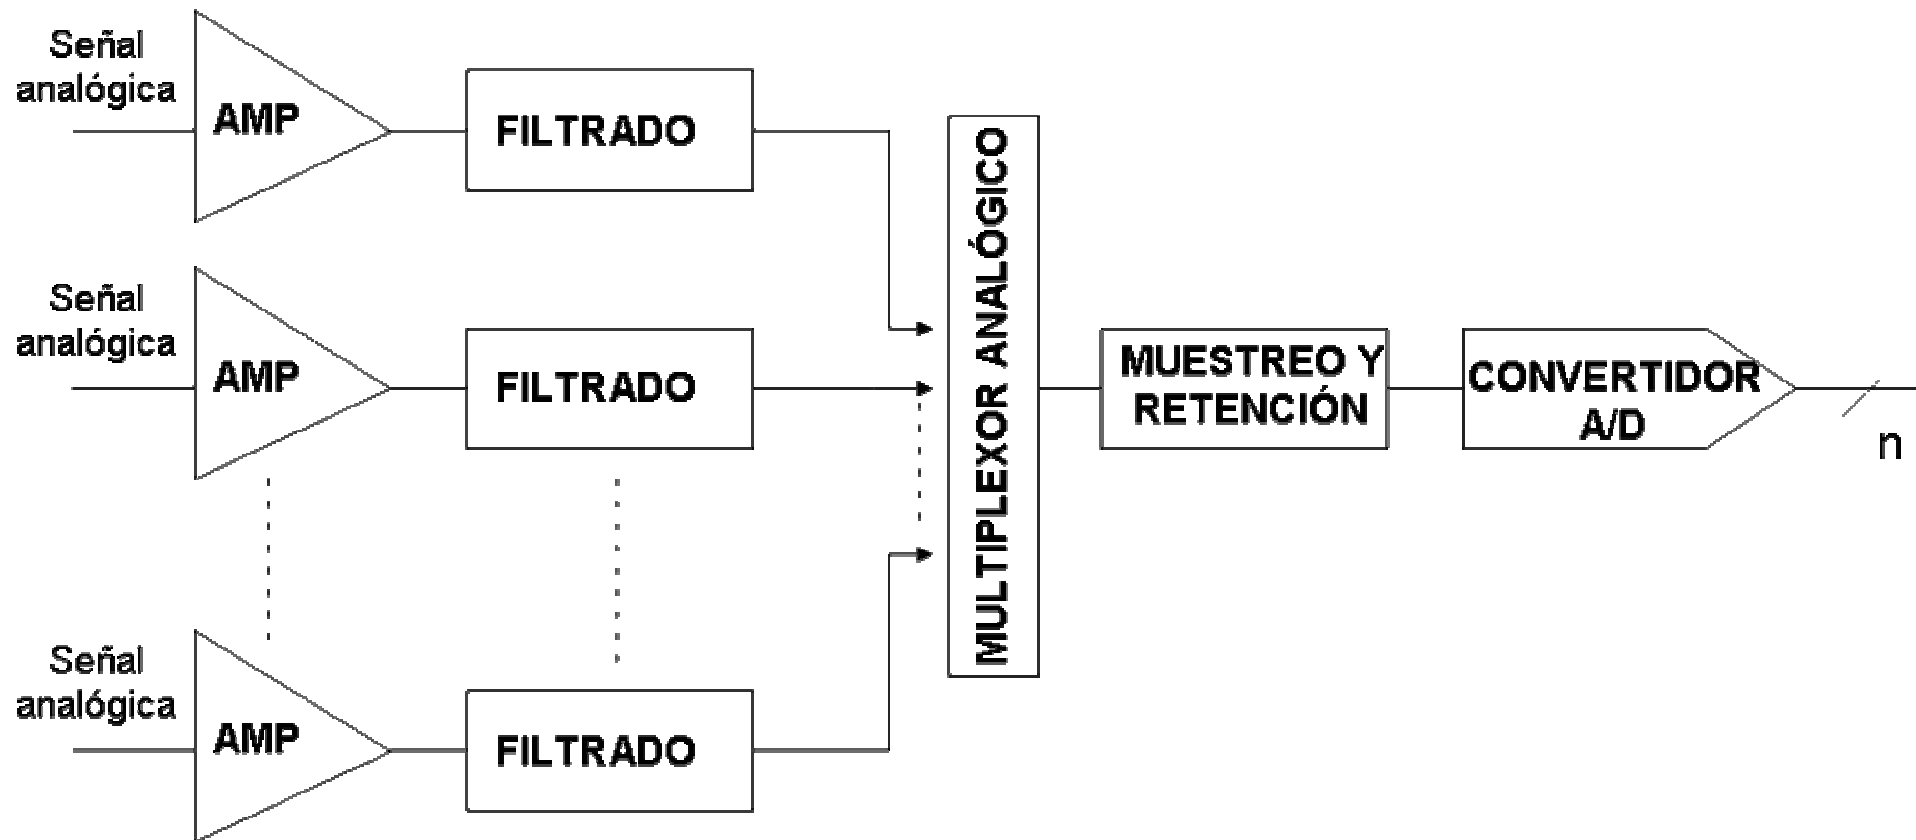 Señal
analógica
AMP
FILTRADO
Señal
analógica
AMP
FILTRADO
Señal
analógica
AMP
FILTRADO
MULTIPLEXOR ANALÓGICO
MUESTREO Y
RETENCIÓN
CONVERTIDOR
A/D
n